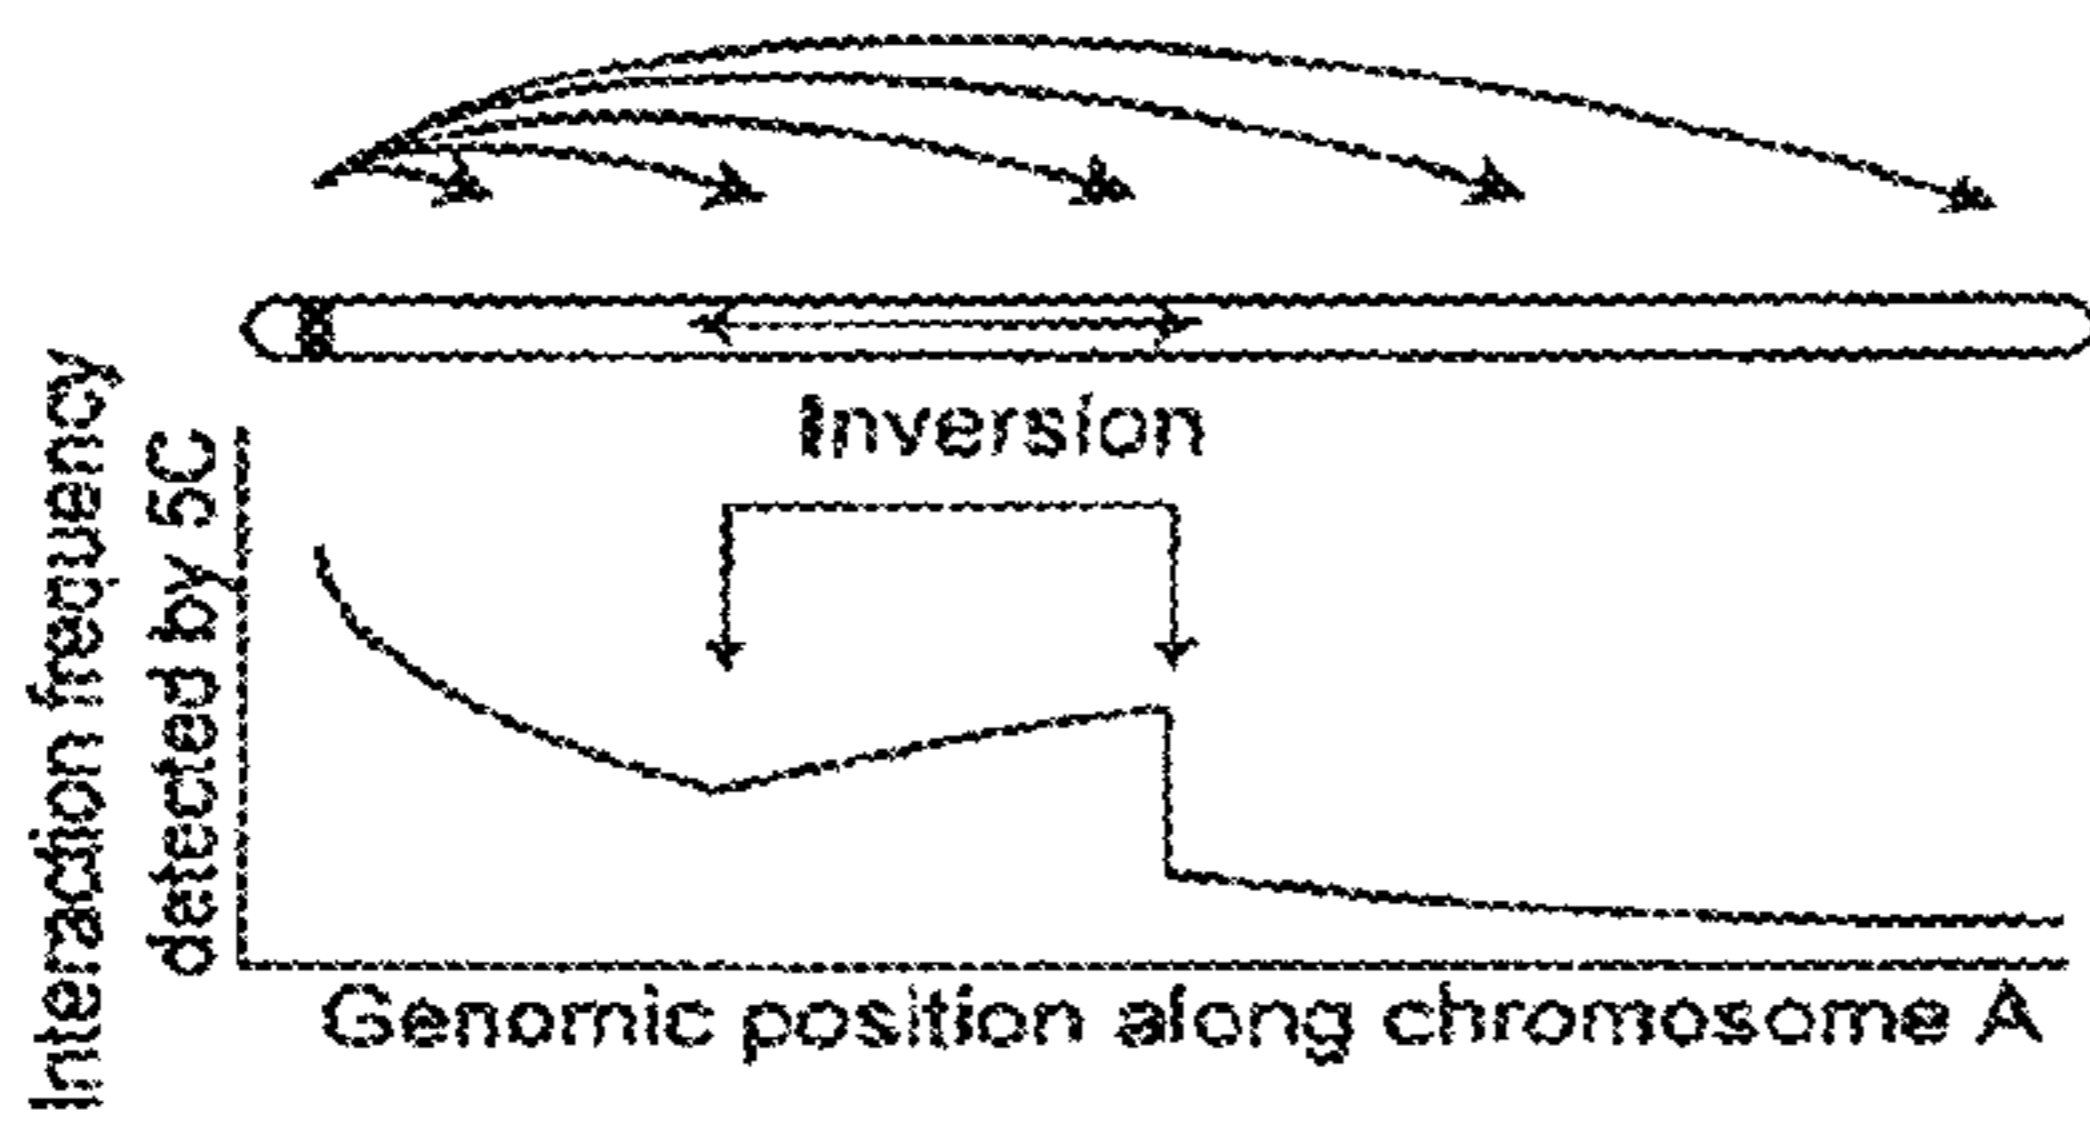 Inversion
Interaction frequency
detected by 5C
Genomic position along chromosome A